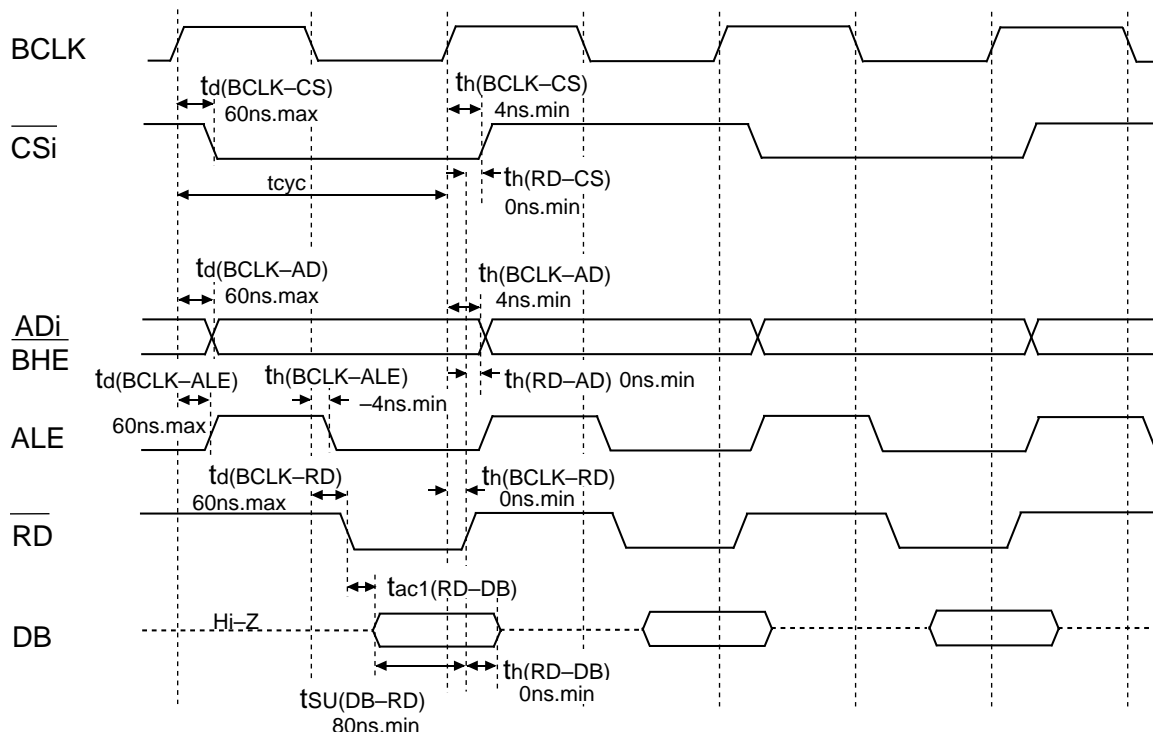 BCLK
td(BCLK–CS)
60ns.max
th(BCLK–CS)
4ns.min
CSi
tcyc
th(RD–CS)
0ns.min
td(BCLK–AD)
60ns.max
th(BCLK–AD)
4ns.min
ADi
BHE
td(BCLK–ALE)
60ns.max
th(BCLK–ALE)
–4ns.min
th(RD–AD) 0ns.min
ALE
td(BCLK–RD)
60ns.max
th(BCLK–RD)
0ns.min
RD
tac1(RD–DB)
DB
Hi–Z
tSU(DB–RD)
80ns.min
th(RD–DB)
0ns.min